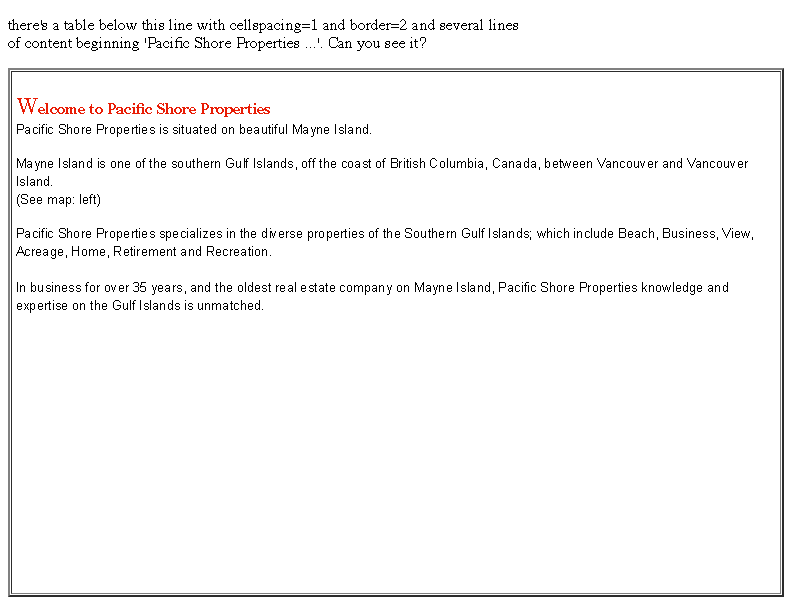 there's a table below this line with cellspacing=1 and border=2 and several lines
of content beginning 'Pacific Shore Properties ...'. Can you see it?
Welcome to Pacific Shore Properties
Pacific Shore Properties is situated on beautiful Mayne Island.
Mayne Island is one of the southern Gulf Islands, off the coast of British Columbia, Canada, between Vancouver and Vancouver
Island.
(See map: left)
Pacific Shore Properties specializes in the diverse properties of the Southern Gulf Islands; which include Beach, Business, View,
Acreage, Home, Retirement and Recreation.
In business for over 35 years, and the oldest real estate company on Mayne Island, Pacific Shore Properties knowledge and
expertise on the Gulf Islands is unmatched.